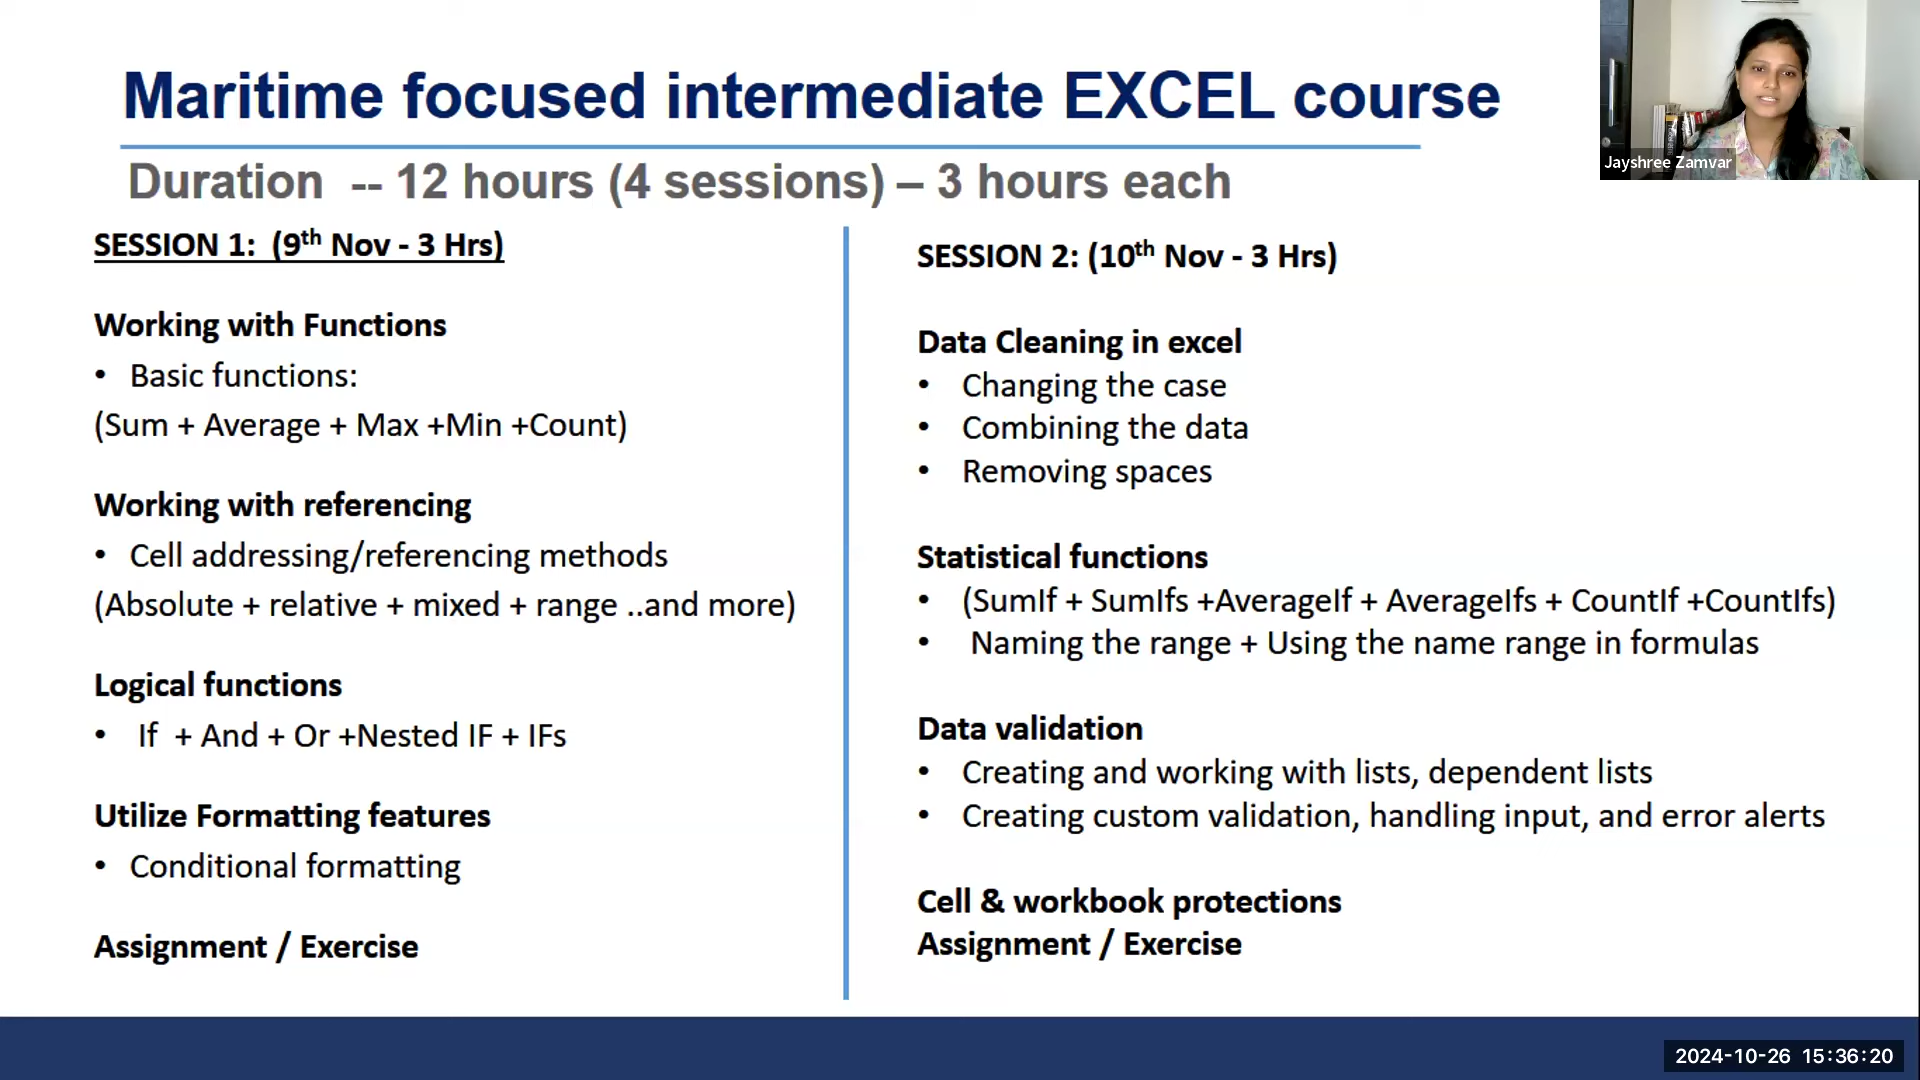 Maritime focused intermediate EXCEL course
Duration  -- 12 hours (4 sessions) – 3 hours each
SESSION 1:  (9th Nov - 3 Hrs)
Working with Functions
• Basic functions:
(Sum + Average + Max +Min +Count)
Working with referencing
• Cell addressing/referencing methods
(Absolute + relative + mixed + range ..and more)
Logical functions
• If  + And + Or +Nested IF + IFs
Utilize Formatting features
• Conditional formatting
Assignment / Exercise
SESSION 2: (10th Nov - 3 Hrs)
Data Cleaning in excel
• Changing the case
• Combining the data
• Removing spaces
Statistical functions
• (SumIf + SumIfs +AverageIf + AverageIfs + CountIf +CountIfs)
• Naming the range + Using the name range in formulas
Data validation
• Creating and working with lists, dependent lists
• Creating custom validation, handling input, and error alerts
Cell & workbook protections
Assignment / Exercise
Jayshree Zamvar
2024-10-26 15:36:20